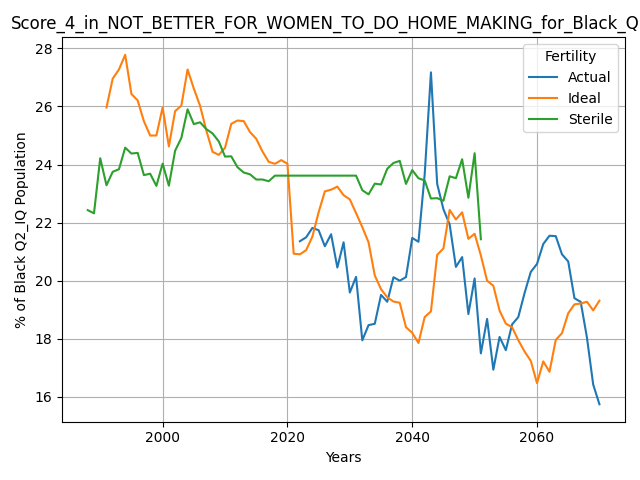 Score_4_in_NOT_BETTER_FOR_WOMEN_TO_DO_HOME_MAKING_for_Black_Q
28
26
24
22
20
18
16
% of Black Q2_IQ Population
Fertility
Actual
Ideal
Sterile
2000
2020
2040
2060
Years